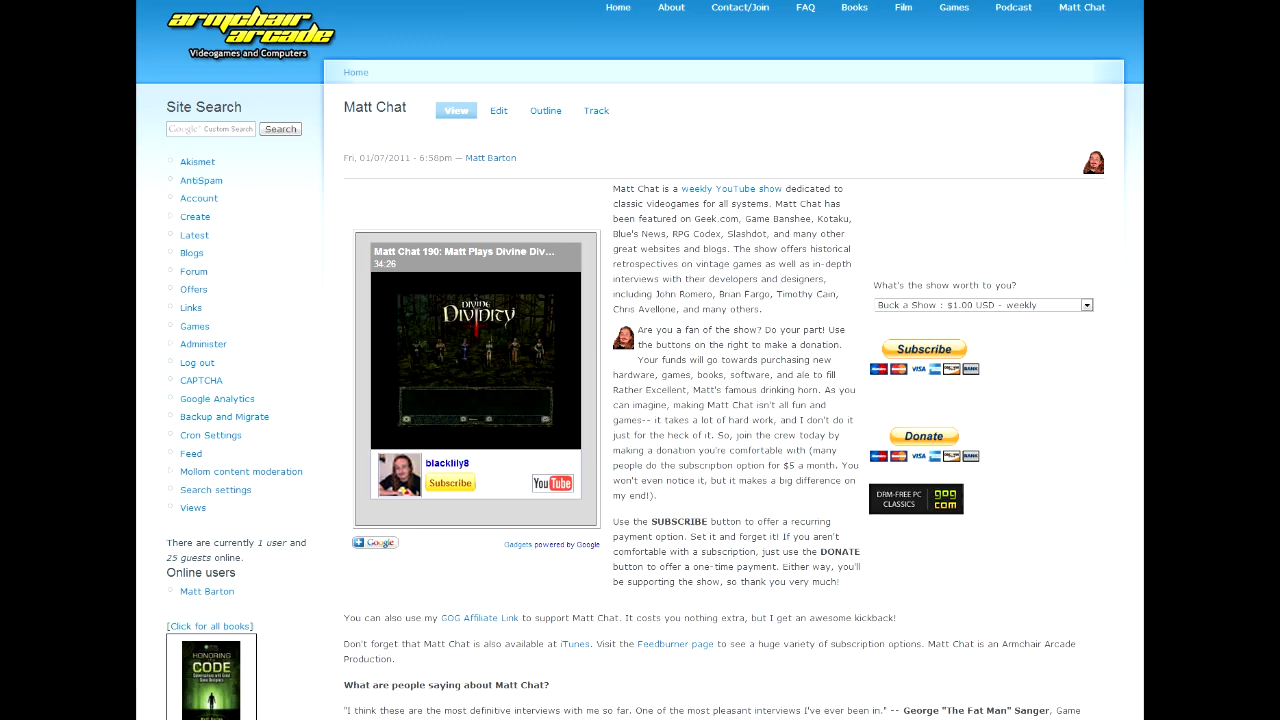 armchair
arcade
Videogames and Computers
Home About Contact/Join FAQ Books Film Games Podcast Matt Chat
Home
Site Search
Google™ Custom Search Search
Akismet
AntiSpam
Account
Create
Latest
Blogs
Forum
Offers
Links
Games
Administer
Log out
CAPTCHA
Google Analytics
Backup and Migrate
Cron Settings
Feed
Mollom content moderation
Search settings
Views
There are currently 1 user and
25 guests online.
Online users
Matt Barton
[Click for all books]
HONORING
CODE
Matt Chat View Edit Outline Track
Fri, 01/07/2011 - 6:58pm — Matt Barton
Matt Chat 190: Matt Plays Divine Div...
34:26
DIVINE
DIVINITY
blacklily8
Subscribe
YouTube
Google
Gadgets powered by Google
Matt Chat is a weekly YouTube show dedicated to
classic videogames for all systems. Matt Chat has
been featured on Geek.com, Game Banshee, Kotaku,
Blue's News, RPG Codex, Slashdot, and many other
great websites and blogs. The show offers historical
retrospectives on vintage games as well as in-depth
interviews with their developers and designers,
including John Romero, Brian Fargo, Timothy Cain,
Chris Avellone, and many others.
Are you a fan of the show? Do your part! Use
the buttons on the right to make a donation.
Your funds will go towards purchasing new
hardware, games, books, software, and ale to fill
Rather Excellent, Matt's famous drinking horn. As you
can imagine, making Matt Chat isn't all fun and
games-- it takes a lot of hard work, and I don't do it
just for the heck of it. So, join the crew today by
making a donation you're comfortable with (many
people do the subscription option for $5 a month. You
won't even notice it, but it makes a big difference on
my end!).
Use the SUBSCRIBE button to offer a recurring
payment option. Set it and forget it! If you aren't
comfortable with a subscription, just use the DONATE
button to offer a one-time payment. Either way, you'll
be supporting the show, so thank you very much!
What's the show worth to you?
Buck a Show : $1.00 USD - weekly
Subscribe
VISA BANK
Donate
VISA BANK
DRM-FREE PC
CLASSICS
gog
com
You can also use my GOG Affiliate Link to support Matt Chat. It costs you nothing extra, but I get an awesome kickback!
Don't forget that Matt Chat is also available at iTunes. Visit the Feedburner page to see a huge variety of subscription options. Matt Chat is an Armchair Arcade
Production.
What are people saying about Matt Chat?
"I think these are the most definitive interviews with me so far. One of the most pleasant interviews I've ever been in." -- George "The Fat Man" Sanger, Game